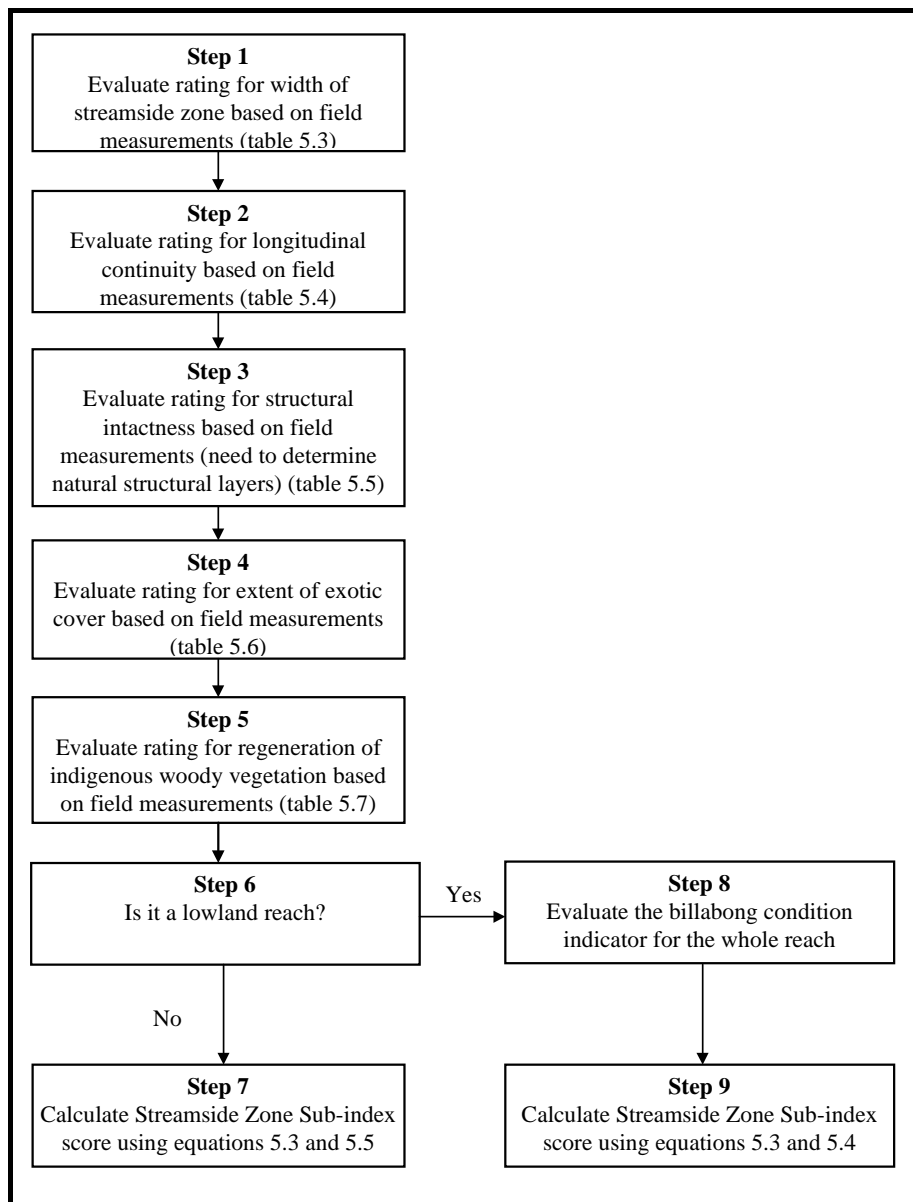 Step 1
Evaluate rating for width of
streamside zone based on field
measurements (table 5.3)
Step 2
Evaluate rating for longitudinal
continuity based on field
measurements (table 5.4)
Step 3
Evaluate rating for structural
intactness based on field
measurements (need to determine
natural structural layers) (table 5.5)
Step 4
Evaluate rating for extent of exotic
cover based on field measurements
(table 5.6)
Step 5
Evaluate rating for regeneration of
indigenous woody vegetation based
on field measurements (table 5.7)
Step 6
Is it a lowland reach?
Yes
Step 8
Evaluate the billabong condition
indicator for the whole reach
No
Step 7
Calculate Streamside Zone Sub-index
score using equations 5.3 and 5.5
Step 9
Calculate Streamside Zone Sub-index
score using equations 5.3 and 5.4